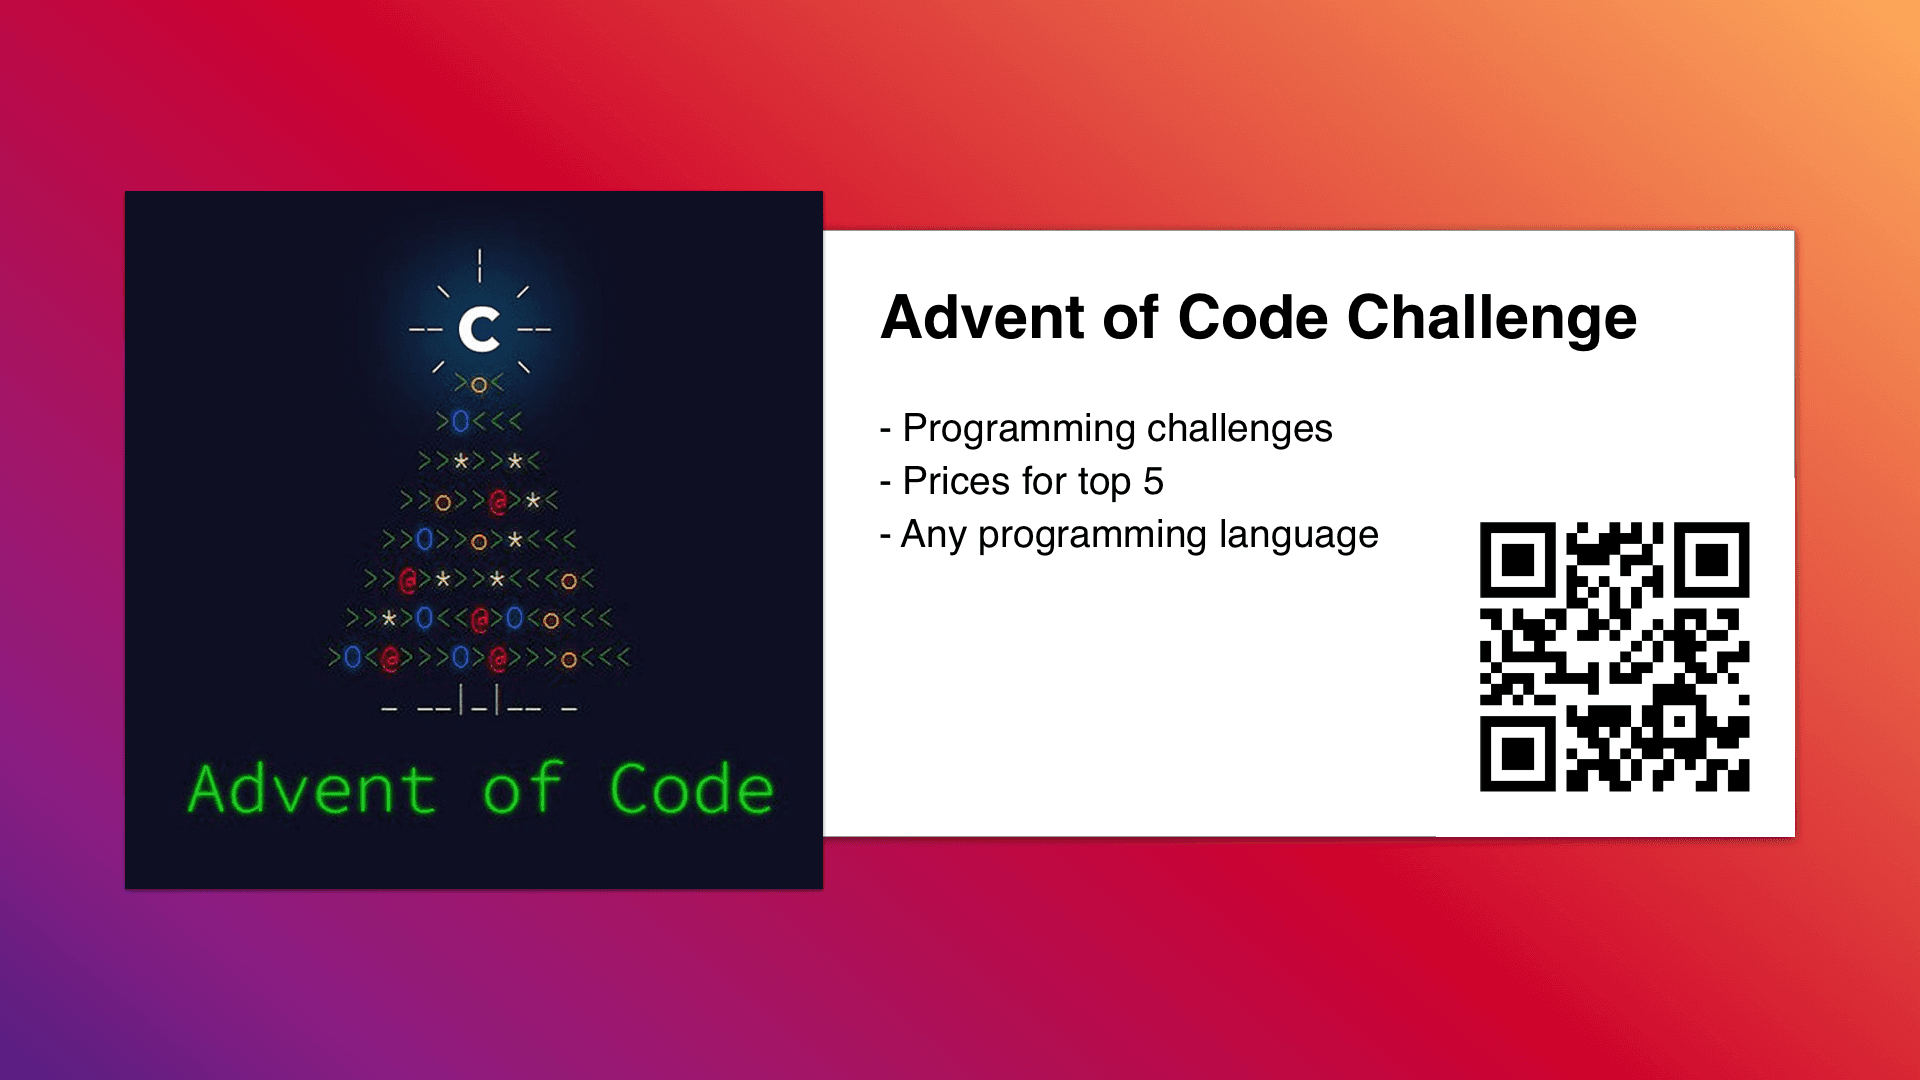 C
>o<
>O<<<
>>*>>*<
>>o>>@>*<
>>O>>o>*<<<
>>@>*>>*<<<o<
>>*>O<<@>O<o<<<
>O<@>>>O>@>>>o<<<
Advent of Code
Advent of Code Challenge
- Programming challenges
- Prices for top 5
- Any programming language